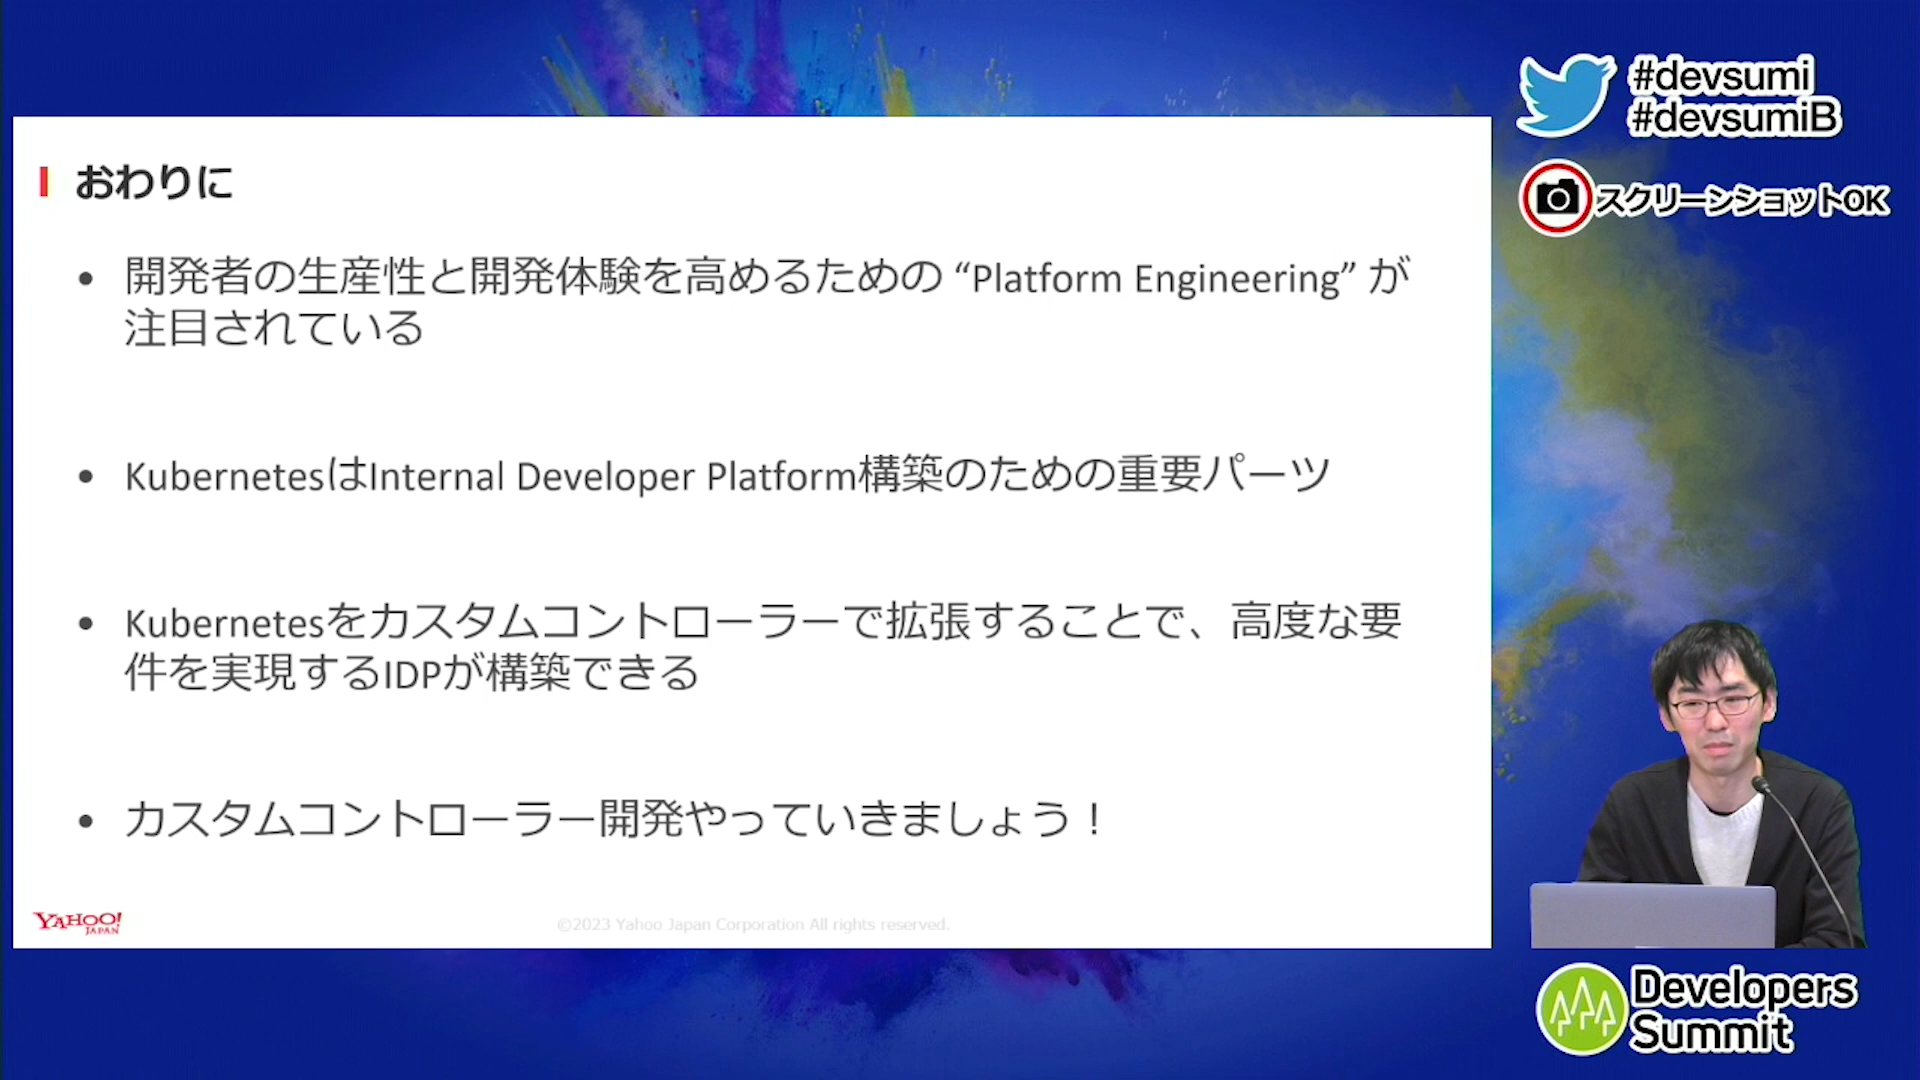 おわりに
• 開発者の生産性と開発体験を高めるための “Platform Engineering” が
注目されている
• KubernetesはInternal Developer Platform構築のための重要パーツ
• Kubernetesをカスタムコントローラーで拡張することで、高度な要
件を実現するIDPが構築できる
• カスタムコントローラー開発やっていきましょう！
YAHOO!
JAPAN
©2023 Yahoo Japan Corporation All rights reserved.
#devsumi
#devsumiB
スクリーンショットOK
Developers
Summit